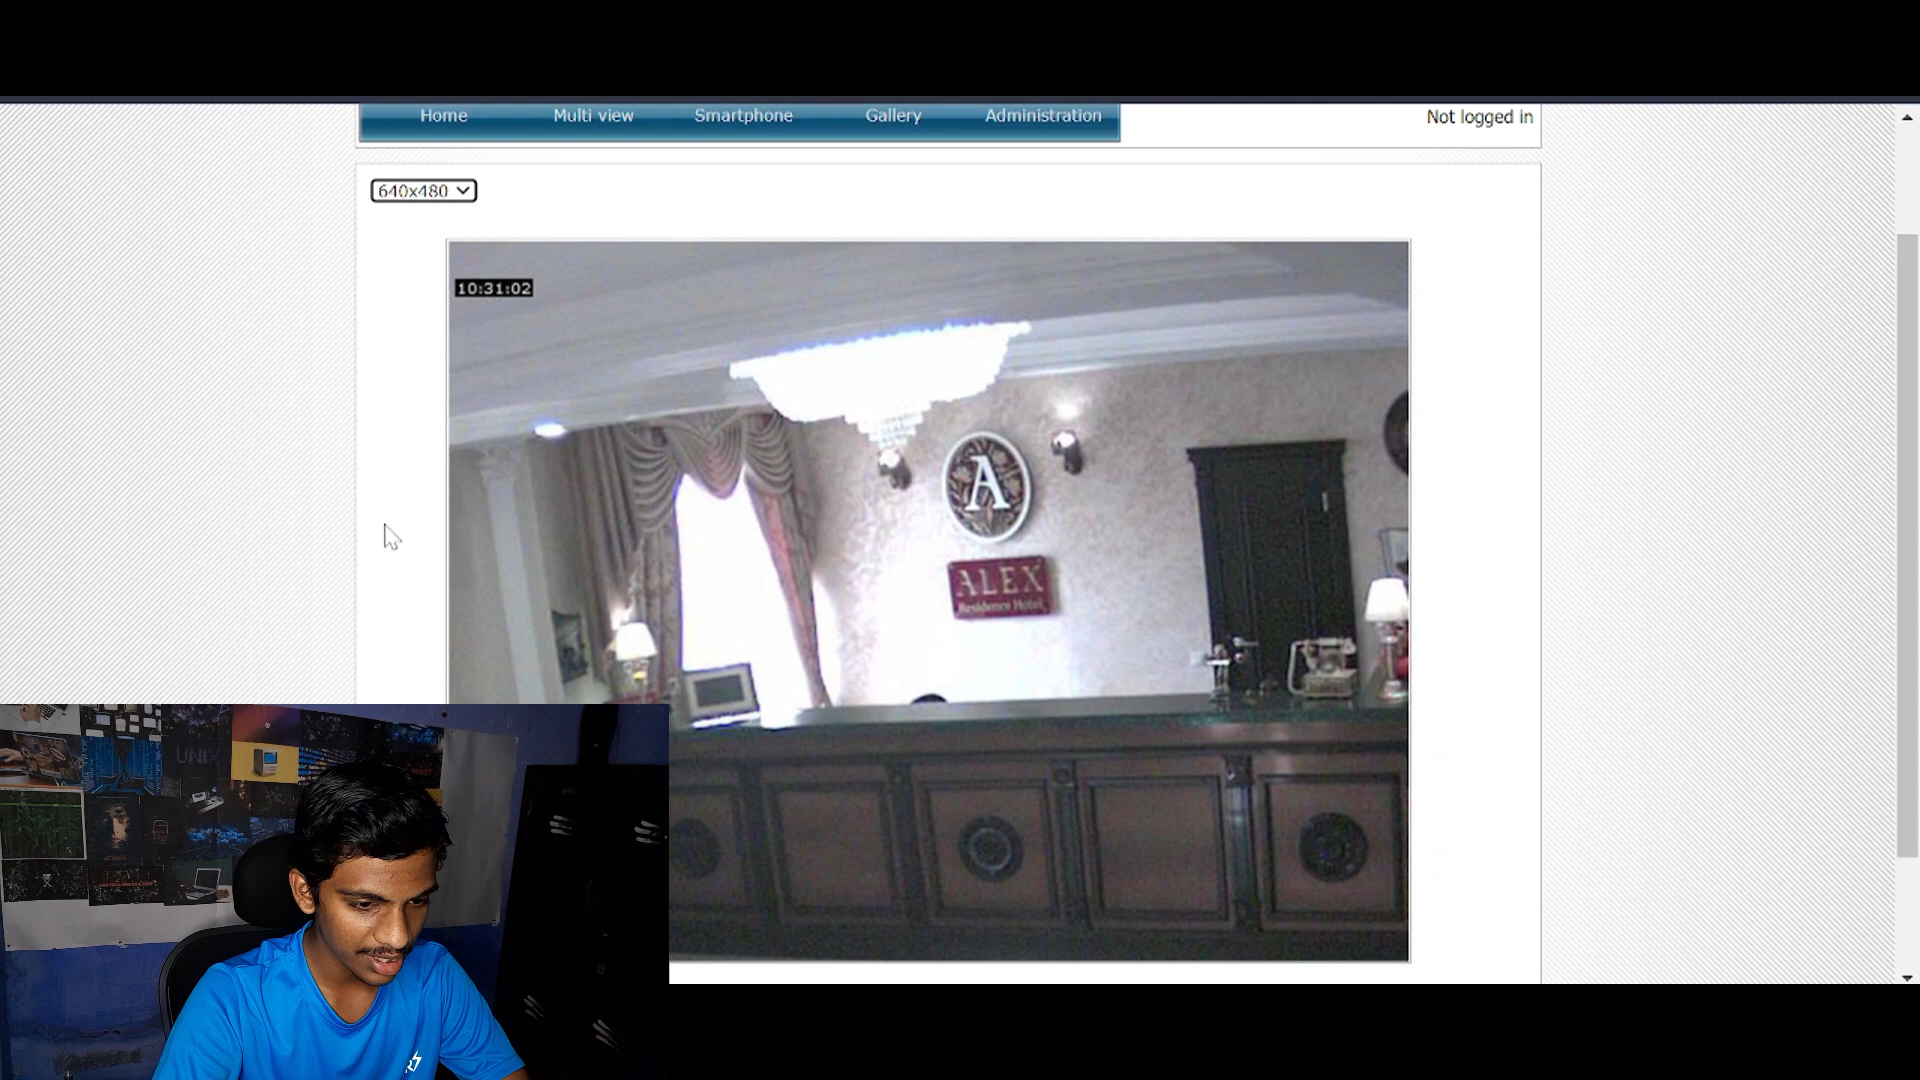 Home Multi view Smartphone Gallery Administration Not logged in
640x480
10:31:02
A
ALEX
Residence Hotel
UNIX